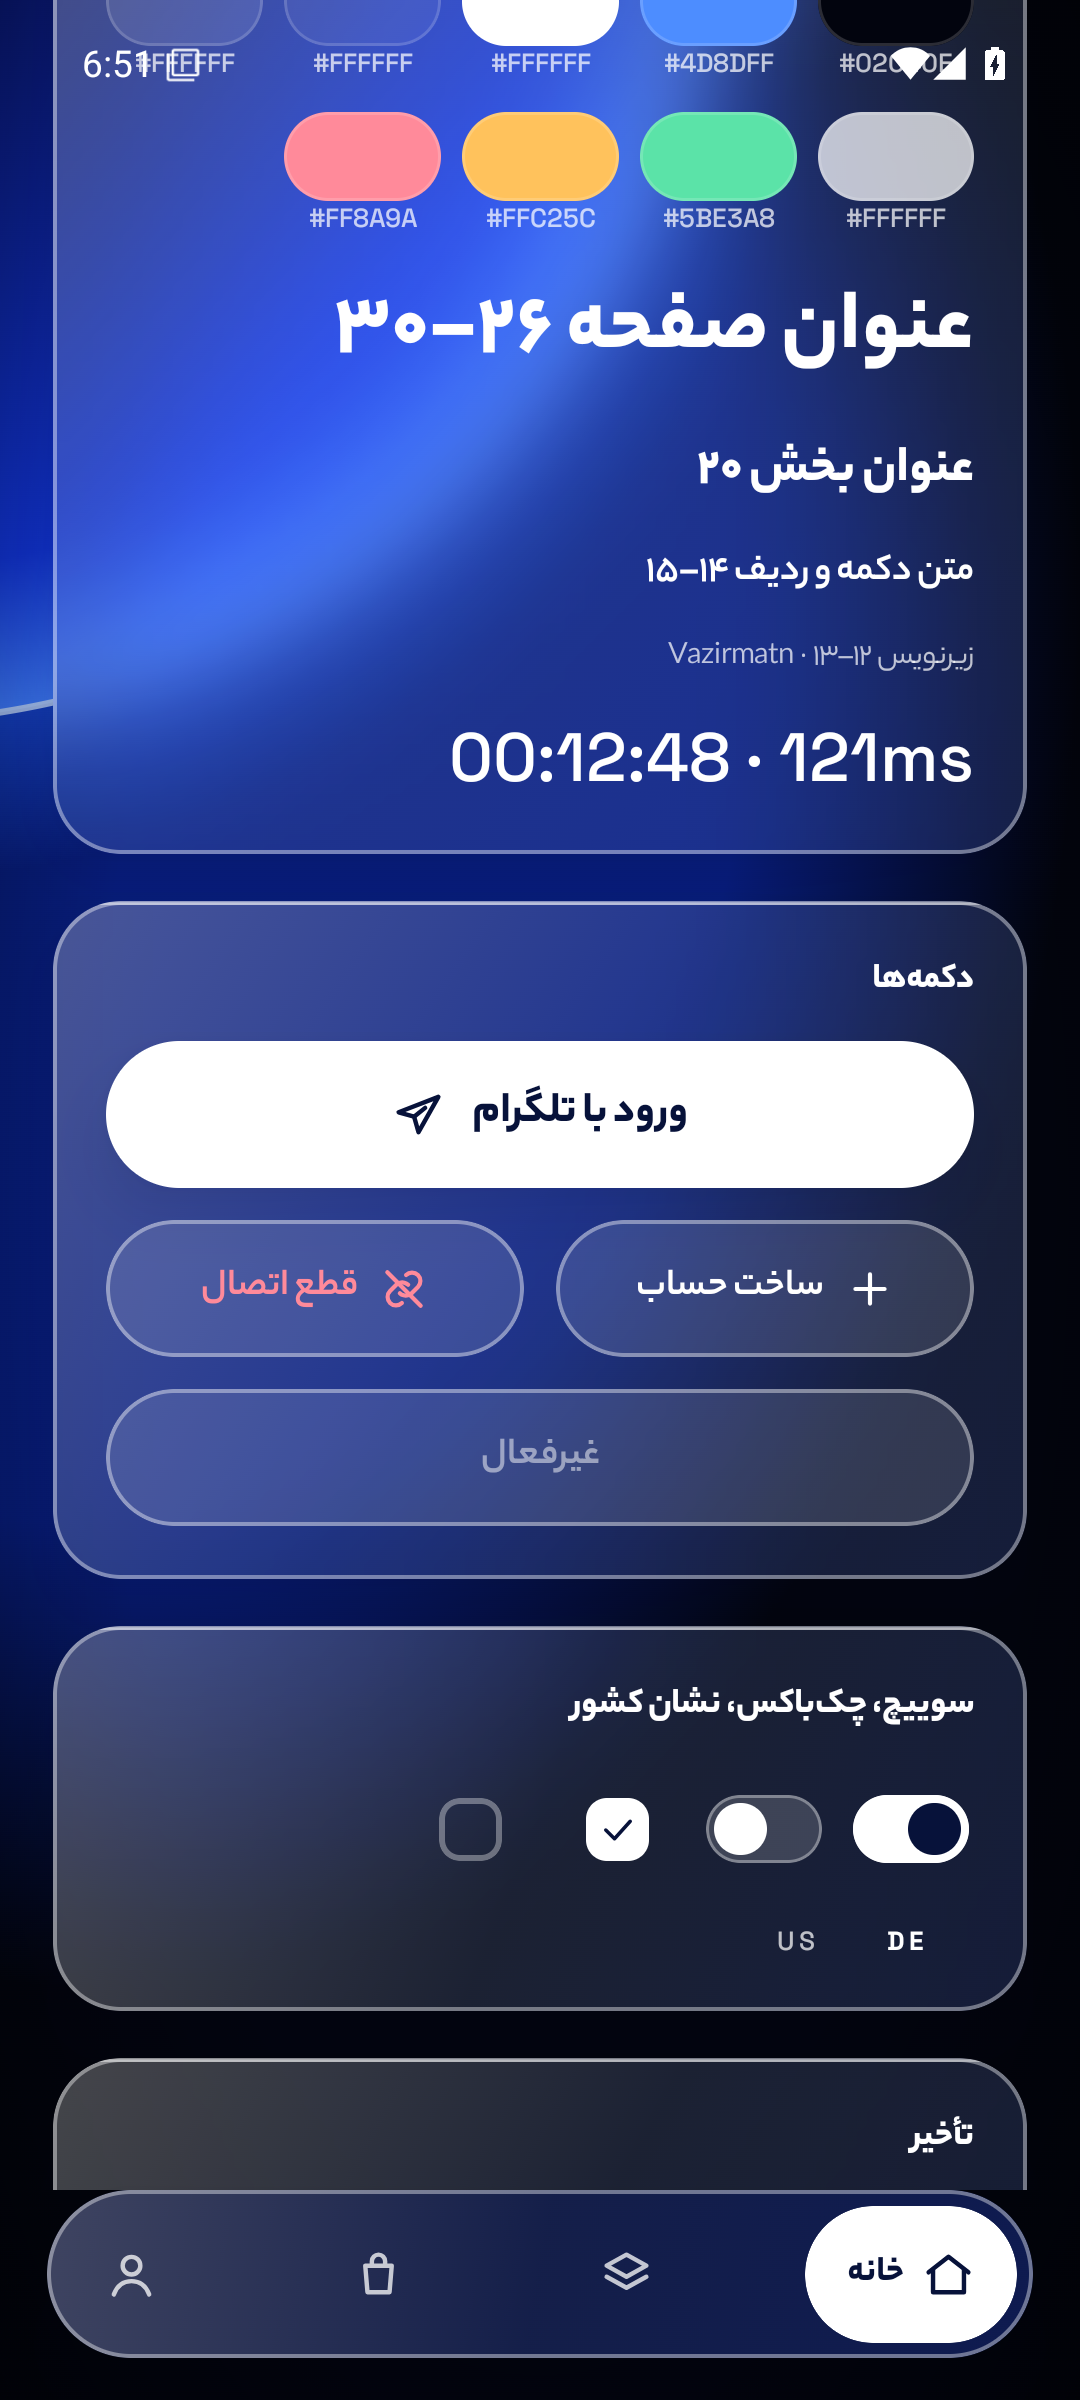 6:51
#FFFFFF #FFFFFF #FFFFFF #4D8DFF
#FF8A9A #FFC25C #5BE3A8 #FFFFFF
عنوان صفحه ۲۶–۳۰
عنوان بخش ۲۰
متن دکمه و ردیف ۱۴–۱۵
زیرنویس ۱۲–۱۳ · Vazirmatn
00:12:48 · 121ms
دکمه‌ها
ورود با تلگرام
ساخت حساب
قطع اتصال
غیرفعال
سوییچ، چک‌باکس، نشان کشور
DE
US
تأخیر
خانه